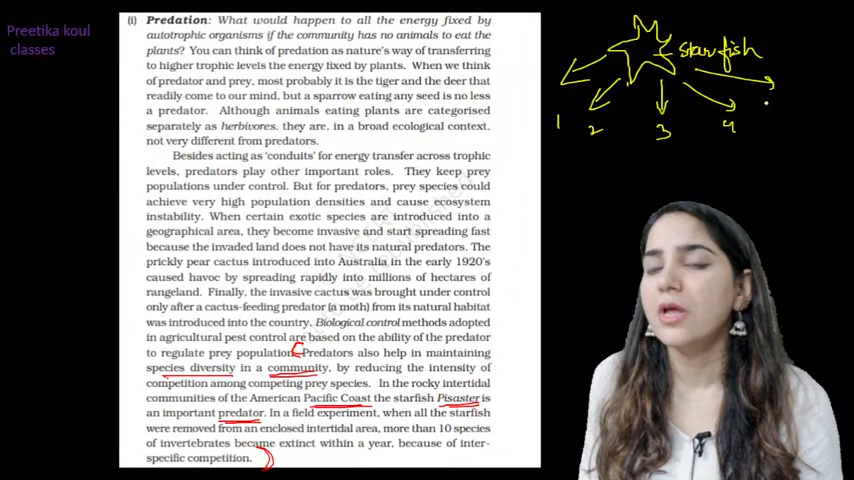 Preetika koul
classes
(i) Predation: What would happen to all the energy fixed by
autotrophic organisms if the community has no animals to eat the
plants? You can think of predation as nature's way of transferring
to higher trophic levels the energy fixed by plants. When we think
of predator and prey, most probably it is the tiger and the deer that
readily come to our mind, but a sparrow eating any seed is no less
a predator. Although animals eating plants are categorised
separately as herbivores, they are, in a broad ecological context,
not very different from predators.
Besides acting as 'conduits' for energy transfer across trophic
levels, predators play other important roles. They keep prey
populations under control. But for predators, prey species could
achieve very high population densities and cause ecosystem
instability. When certain exotic species are introduced into a
geographical area, they become invasive and start spreading fast
because the invaded land does not have its natural predators. The
prickly pear cactus introduced into Australia in the early 1920's
caused havoc by spreading rapidly into millions of hectares of
rangeland. Finally, the invasive cactus was brought under control
only after a cactus-feeding predator (a moth) from its natural habitat
was introduced into the country. Biological control methods adopted
in agricultural pest control are based on the ability of the predator
to regulate prey population. Predators also help in maintaining
species diversity in a community, by reducing the intensity of
competition among competing prey species. In the rocky intertidal
communities of the American Pacific Coast the starfish Pisaster is
an important predator. In a field experiment, when all the starfish
were removed from an enclosed intertidal area, more than 10 species
of invertebrates became extinct within a year, because of inter-
specific competition.
starfish
1 2 3 4